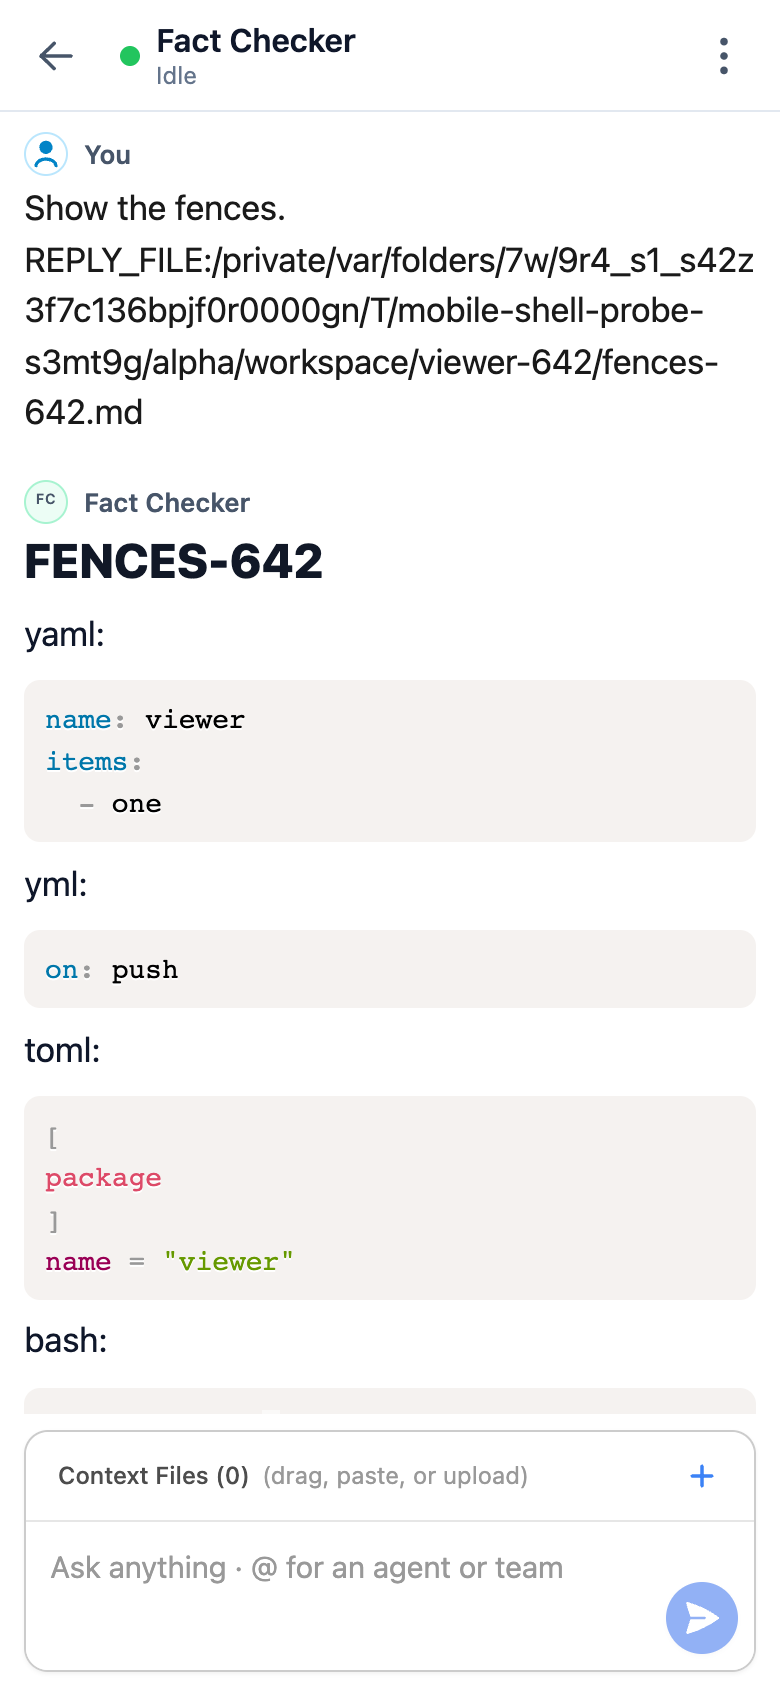 Fact Checker
Idle
You
Show the fences.
REPLY_FILE:/private/var/folders/7w/9r4_s1_s42z
3f7c136bpjf0r0000gn/T/mobile-shell-probe-
s3mt9g/alpha/workspace/viewer-642/fences-
642.md
FC
Fact Checker
FENCES-642
yaml:
name: viewer
items:
  - one
yml:
on: push
toml:
[
package
]
name = "viewer"
bash:
Context Files (0) (drag, paste, or upload)
Ask anything · @ for an agent or team